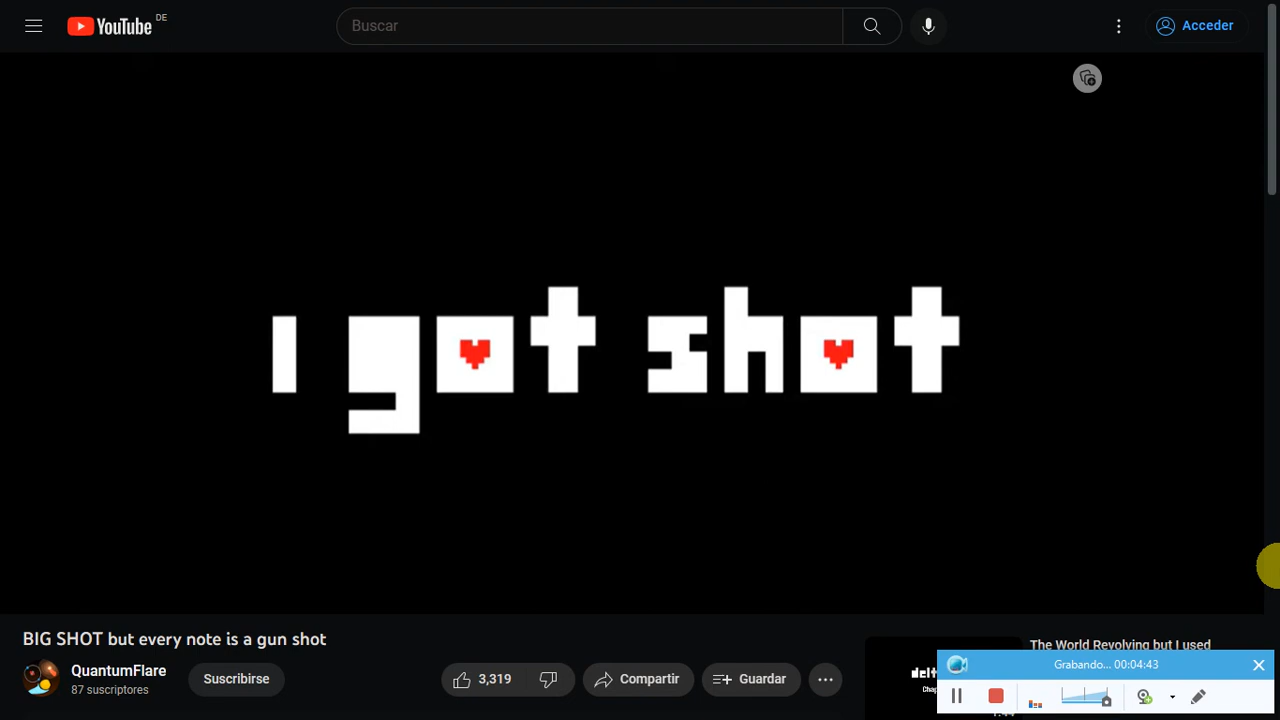 YouTube DE
Buscar
Acceder
I got shot
BIG SHOT but every note is a gun shot
QuantumFlare
87 suscriptores
Suscribirse
3,319
Compartir
Guardar
The World Revolving but I used
Grabando... 00:04:43